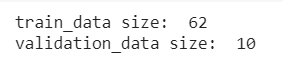 train_data size:  62
validation_data size:  10